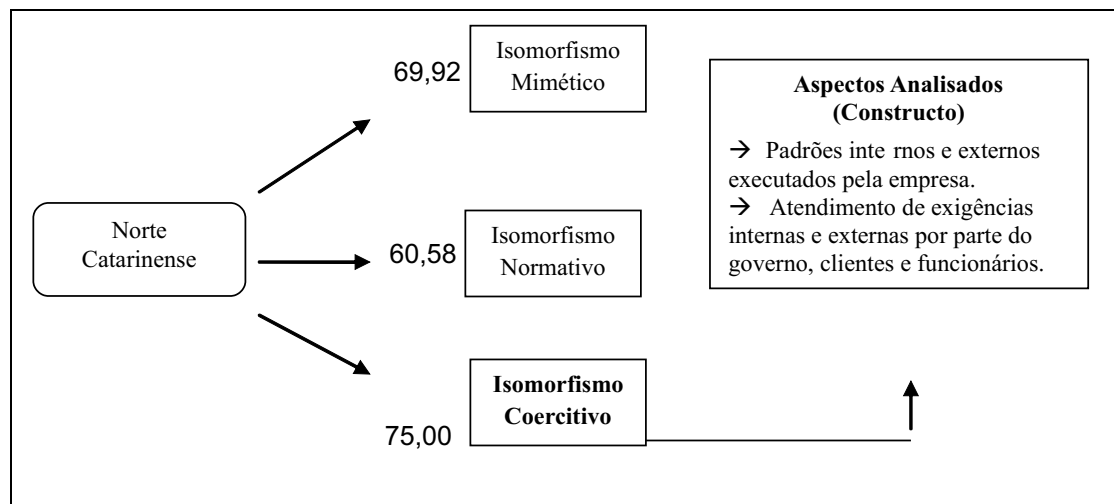 Norte
Catarinense
69,92
Isomorfismo
Mimético
60,58
Isomorfismo
Normativo
75,00
Isomorfismo
Coercitivo
Aspectos Analisados
(Constructo)
→ Padrões inte rnos e externos
executados pela empresa.
→ Atendimento de exigências
internas e externas por parte do
governo, clientes e funcionários.